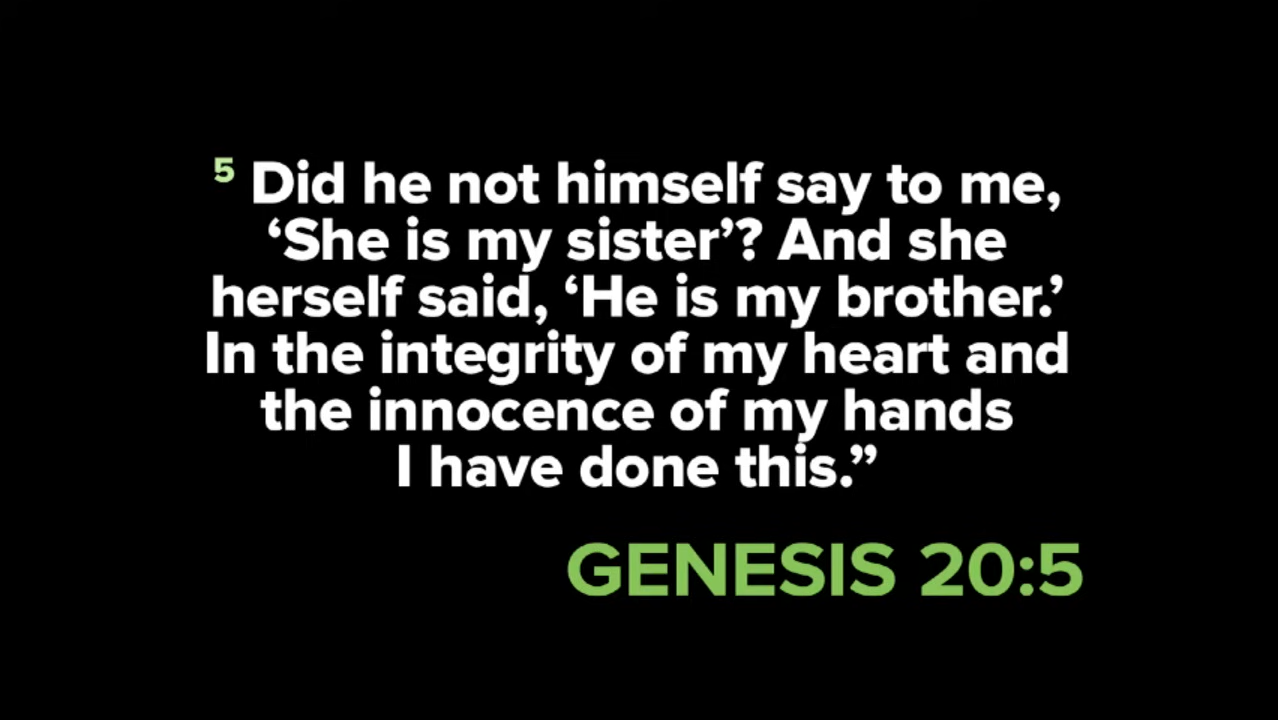 5 Did he not himself say to me,
‘She is my sister’? And she
herself said, ‘He is my brother.’
In the integrity of my heart and
the innocence of my hands
I have done this.”
GENESIS 20:5